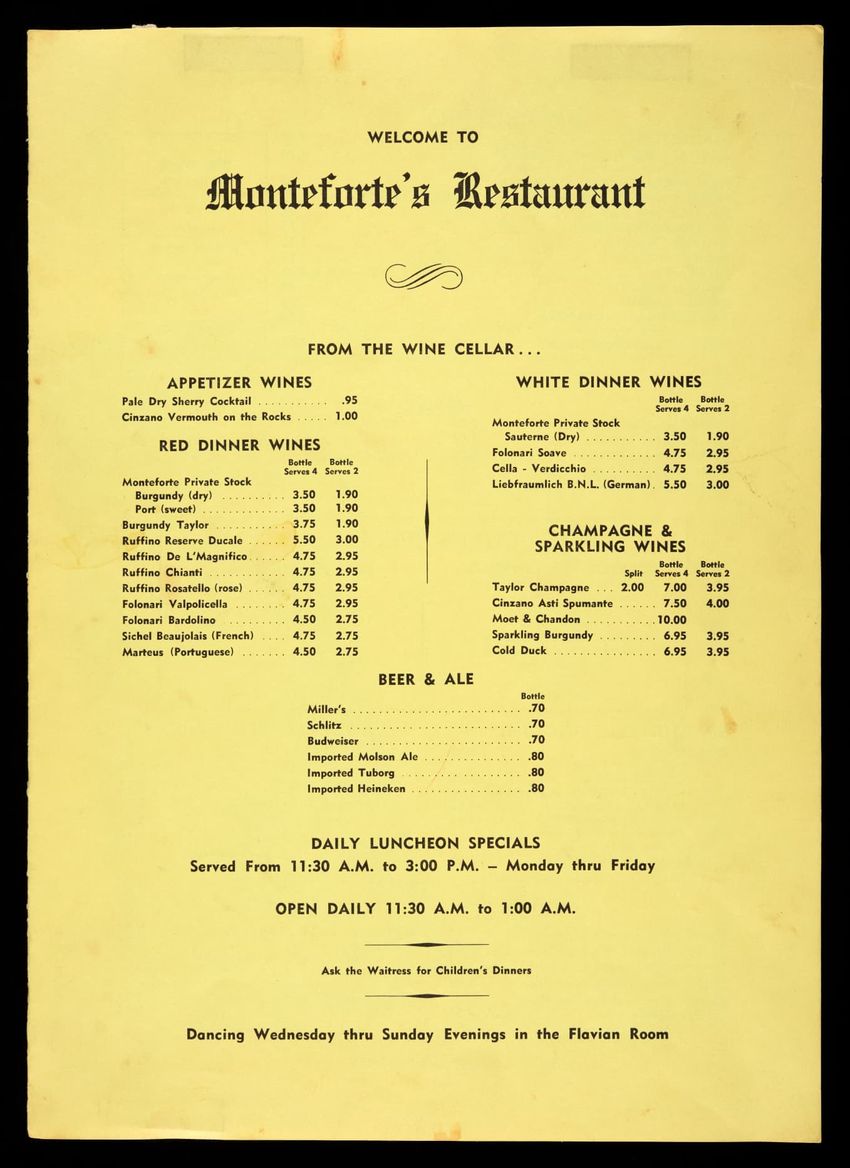 WELCOME TO
Monteforte's Restaurant
FROM THE WINE CELLAR...
APPETIZER WINES
Pale Dry Sherry Cocktail ........... .95
Cinzano Vermouth on the Rocks ..... 1.00
RED DINNER WINES
Bottle Bottle
Serves 4 Serves 2
Monteforte Private Stock
Burgundy (dry) .......... 3.50 1.90
Port (sweet) ............. 3.50 1.90
Burgundy Taylor ........... 3.75 1.90
Ruffino Reserve Ducale ...... 5.50 3.00
Ruffino De L'Magnifico...... 4.75 2.95
Ruffino Chianti ............ 4.75 2.95
Ruffino Rosatello (rose) ...... 4.75 2.95
Folonari Valpolicella ........ 4.75 2.95
Folonari Bardolino ......... 4.50 2.75
Sichel Beaujolais (French) .... 4.75 2.75
Marteus (Portuguese) ....... 4.50 2.75
WHITE DINNER WINES
Bottle Bottle
Serves 4 Serves 2
Monteforte Private Stock
Sauterne (Dry) ........... 3.50 1.90
Folonari Soave ............. 4.75 2.95
Cella - Verdicchio .......... 4.75 2.95
Liebfraumlich B.N.L. (German). 5.50 3.00
CHAMPAGNE &
SPARKLING WINES
Bottle Bottle
Split Serves 4 Serves 2
Taylor Champagne ... 2.00 7.00 3.95
Cinzano Asti Spumante ...... 7.50 4.00
Moet & Chandon ...........10.00
Sparkling Burgundy ......... 6.95 3.95
Cold Duck ................ 6.95 3.95
BEER & ALE
Bottle
Miller's .......................... .70
Schlitz .......................... .70
Budweiser ........................ .70
Imported Molson Ale ............... .80
Imported Tuborg .................. .80
Imported Heineken ................. .80
DAILY LUNCHEON SPECIALS
Served From 11:30 A.M. to 3:00 P.M. – Monday thru Friday
OPEN DAILY 11:30 A.M. to 1:00 A.M.
Ask the Waitress for Children's Dinners
Dancing Wednesday thru Sunday Evenings in the Flavian Room